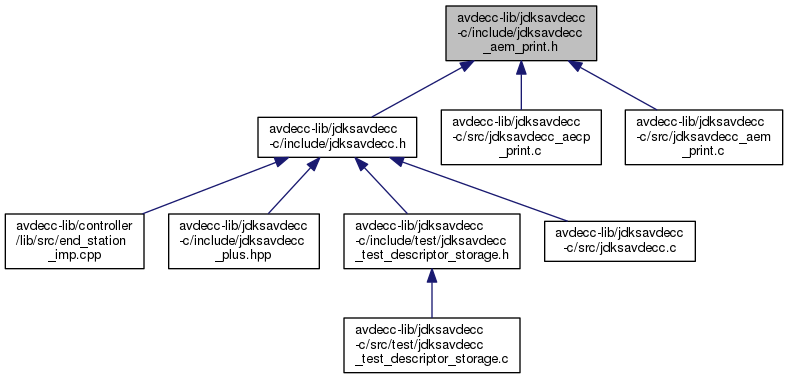 avdecc-lib/jdksavdecc
-c/include/jdksavdecc
_aem_print.h
avdecc-lib/jdksavdecc
-c/include/jdksavdecc.h
avdecc-lib/jdksavdecc
-c/src/jdksavdecc_aecp
_print.c
avdecc-lib/jdksavdecc
-c/src/jdksavdecc_aem
_print.c
avdecc-lib/controller
/lib/src/end_station
_imp.cpp
avdecc-lib/jdksavdecc
-c/include/jdksavdecc
_plus.hpp
avdecc-lib/jdksavdecc
-c/include/test/jdksavdecc
_test_descriptor_storage.h
avdecc-lib/jdksavdecc
-c/src/jdksavdecc.c
avdecc-lib/jdksavdecc
-c/src/test/jdksavdecc
_test_descriptor_storage.c